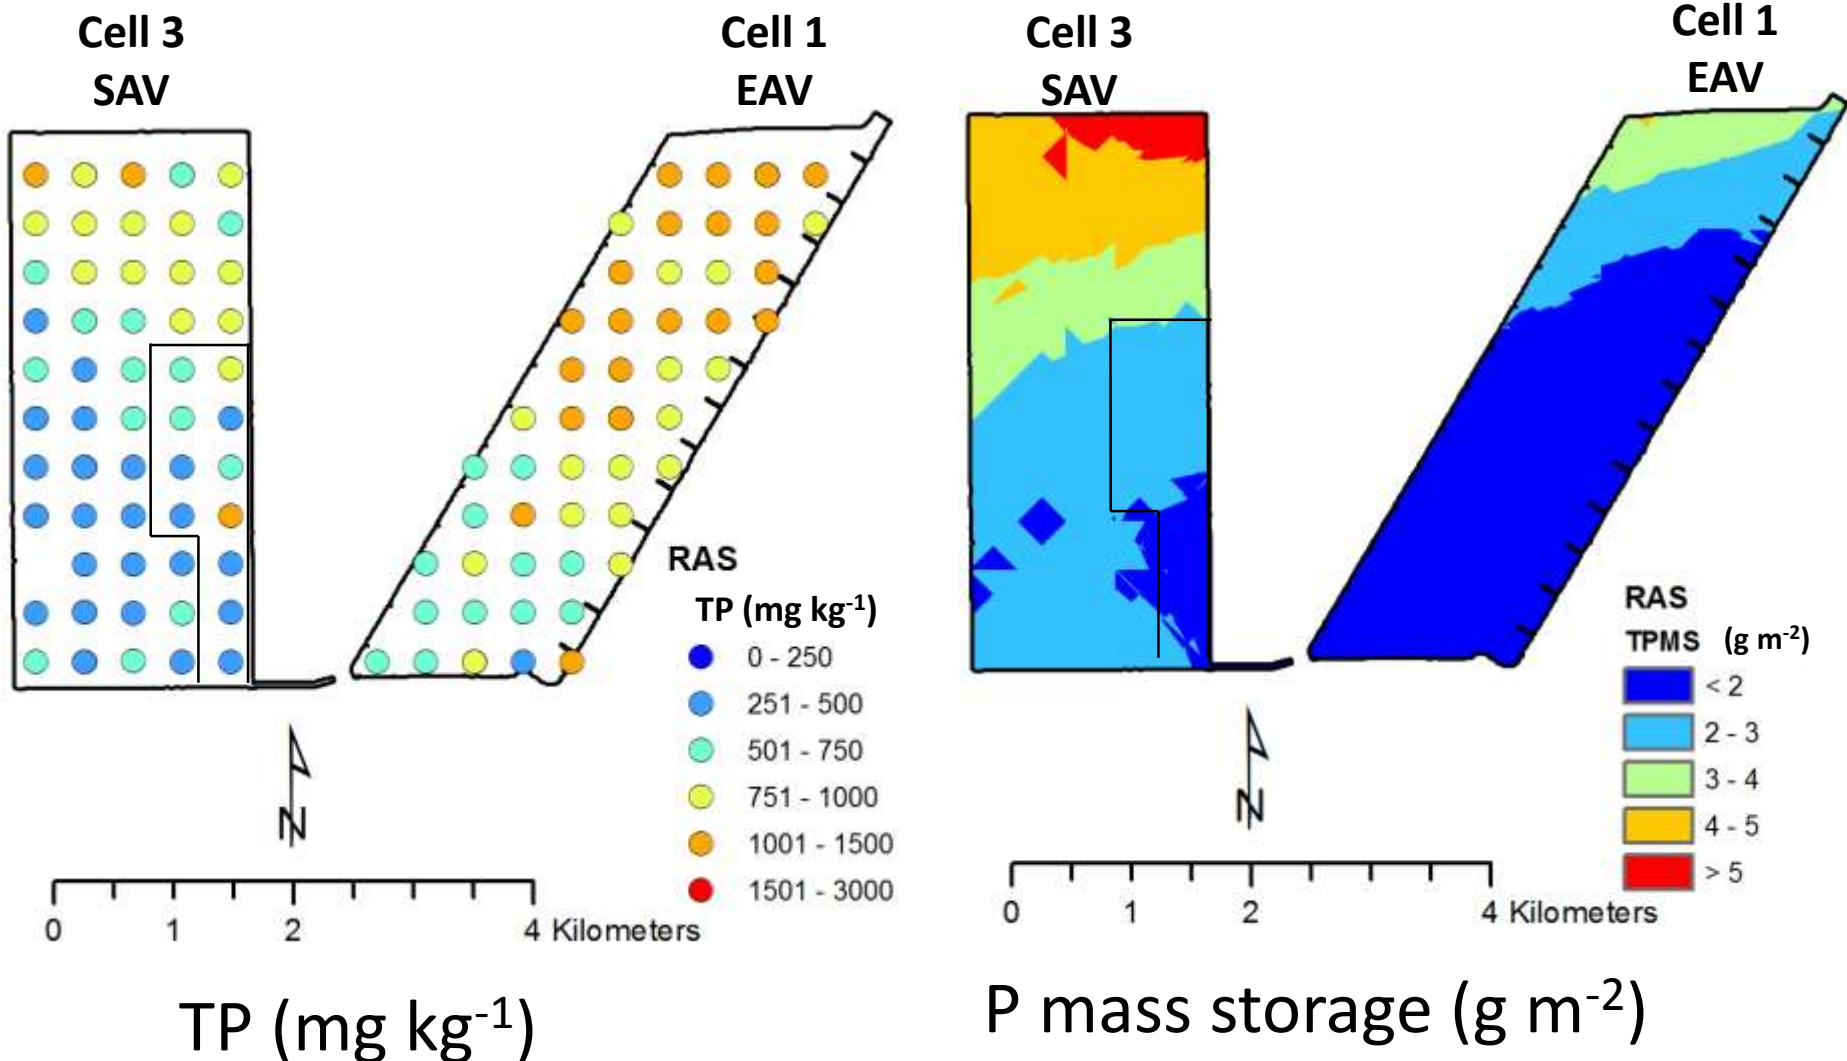 Cell 3
SAV
Cell 1
EAV
RAS
TP (mg kg-1)
0 - 250
251 - 500
501 - 750
751 - 1000
1001 - 1500
1501 - 3000
N
0 1 2 4 Kilometers
TP (mg kg-1)
Cell 3
SAV
Cell 1
EAV
RAS
TPMS (g m-2)
< 2
2 - 3
3 - 4
4 - 5
> 5
N
0 1 2 4 Kilometers
P mass storage (g m-2)